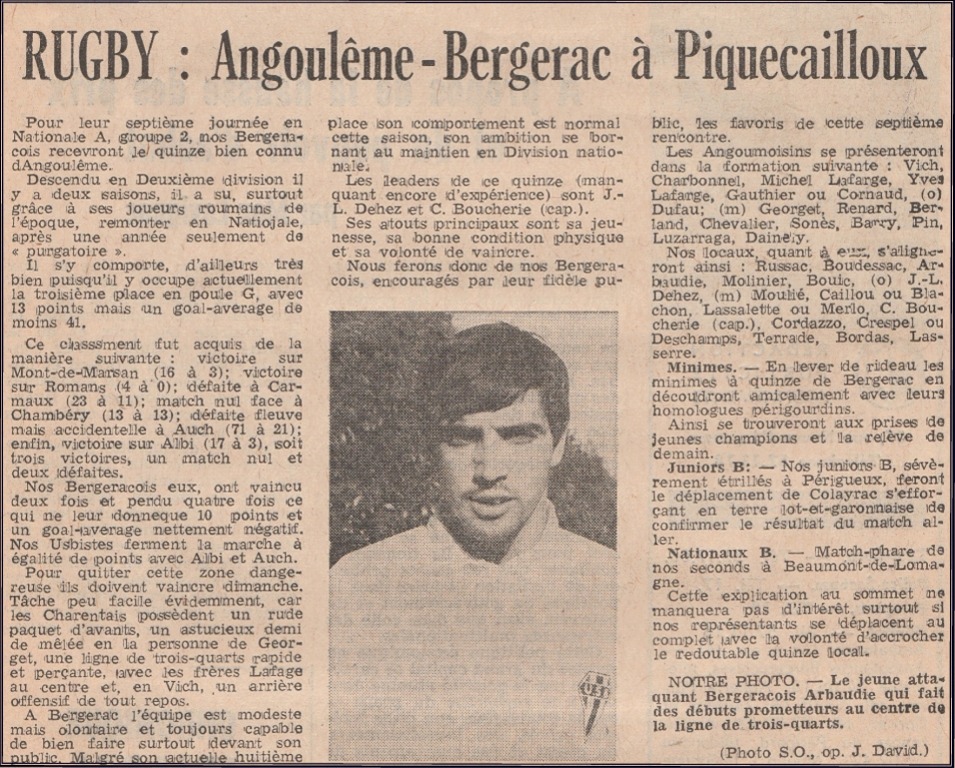 RUGBY : Angoulême-Bergerac à Piquecailloux
Pour leur septième journée en
Nationale A, groupe 2, nos Bergera-
cois recevront le quinze bien connu
dAngoulême.
Descendu en Deuxième division il
y a deux saisons, il a su, surtout
grâce à ses joueurs roumains de
l'époque, remonter en Natiojale,
après une année seulement de
« purgatoire ».
Il s'y comporte, d'ailleurs très
bien puisqu'il y occupe actuellement
la troisième place en poule G, avec
13 points mais un goal-average de
moins 41.
Ce classsment fut acquis de la
manière suivante : victoire sur
Mont-de-Marsan (16 à 3); victoire
sur Romans (4 à 0); défaite à Car-
maux (23 à 11); match nul face à
Chambéry (13 à 13); défaite fleuve
mais accidentelle à Auch (71 à 21);
enfin, victoire sur Albi (17 à 3), soit
trois victoires, un match nul et
deux défaites.
Nos Bergeracois eux, ont vaincu
deux fois et perdu quatre fois ce
qui ne leur donneque 10 points et
un goal-average nettement négatif.
Nos Usbistes ferment la marche à
égalité de points avec Albi et Auch.
Pour quitter cette zone dange-
reuse ils doivent vaincre dimanche.
Tâche peu facile évidemment, car
les Charentais possèdent un rude
paquet d'avants, un astucieux demi
de mêlée en la personne de Geor-
get, une ligne de trois-quarts rapide
et perçante, avec les frères Lafage
au centre et, en Vich, un arrière
offensif de tout repos.
A Bergerac l'équipe est modeste
mais olontaire et toujours capable
de bien faire surtout devant son
public. Malgré son actuelle huitième
place son comportement est normal
cette saison, son ambition se bor-
nant au maintien en Division natio-
nale.
Les leaders de ce quinze (man-
quant encore d'expérience) sont J.-
L. Dehez et C. Boucherie (cap.).
Ses atouts principaux sont sa jeu-
nesse, sa bonne condition physique
et sa volonté de vaincre.
Nous ferons donc de nos Bergera-
cois, encouragés par leur fidèle pu-
blic, les favoris de cette septième
rencontre.
Les Angoumoisins se présenteront
dans la formation suivante : Vich,
Charbonnel, Michel Lafarge, Yves
Lafarge, Gauthier ou Cornaud, (o)
Dufau; (m) Georget, Renard, Ber-
land, Chevalier, Sonès, Barry, Pin,
Luzarraga, Dainély.
Nos locaux, quant à eux, s'aligne-
ront ainsi : Russac, Boudessac, Ar-
baudie, Molinier, Bouic, (o) J.-L.
Dehez, (m) Moulié, Caillou ou Bla-
chon, Lassalette ou Merlo, C. Bou-
cherie (cap.), Cordazzo, Crespel ou
Deschamps, Terrade, Bordas, Las-
serre.
Minimes. — En lever de rideau les
minimes à quinze de Bergerac en
découdront amicalement avec leurs
homologues périgourdins.
Ainsi se trouveront aux prises de
jeunes champions et la relève de
demain.
Juniors B: — Nos juniors B, sévè-
rement étrillés à Périgueux, feront
le déplacement de Colayrac s'effor-
çant en terre lot-et-garonnaise de
confirmer le résultat du match al-
ler.
Nationaux B. — Match-phare de
nos seconds à Beaumont-de-Loma-
gne.
Cette explication au sommet ne
manquera pas d'intérêt surtout si
nos représentants se déplacent au
complet avec la volonté d'accrocher
le redoutable quinze local.
NOTRE PHOTO. — Le jeune atta-
quant Bergeracois Arbaudie qui fait
des débuts prometteurs au centre de
la ligne de trois-quarts.
(Photo S.O., op. J. David.)